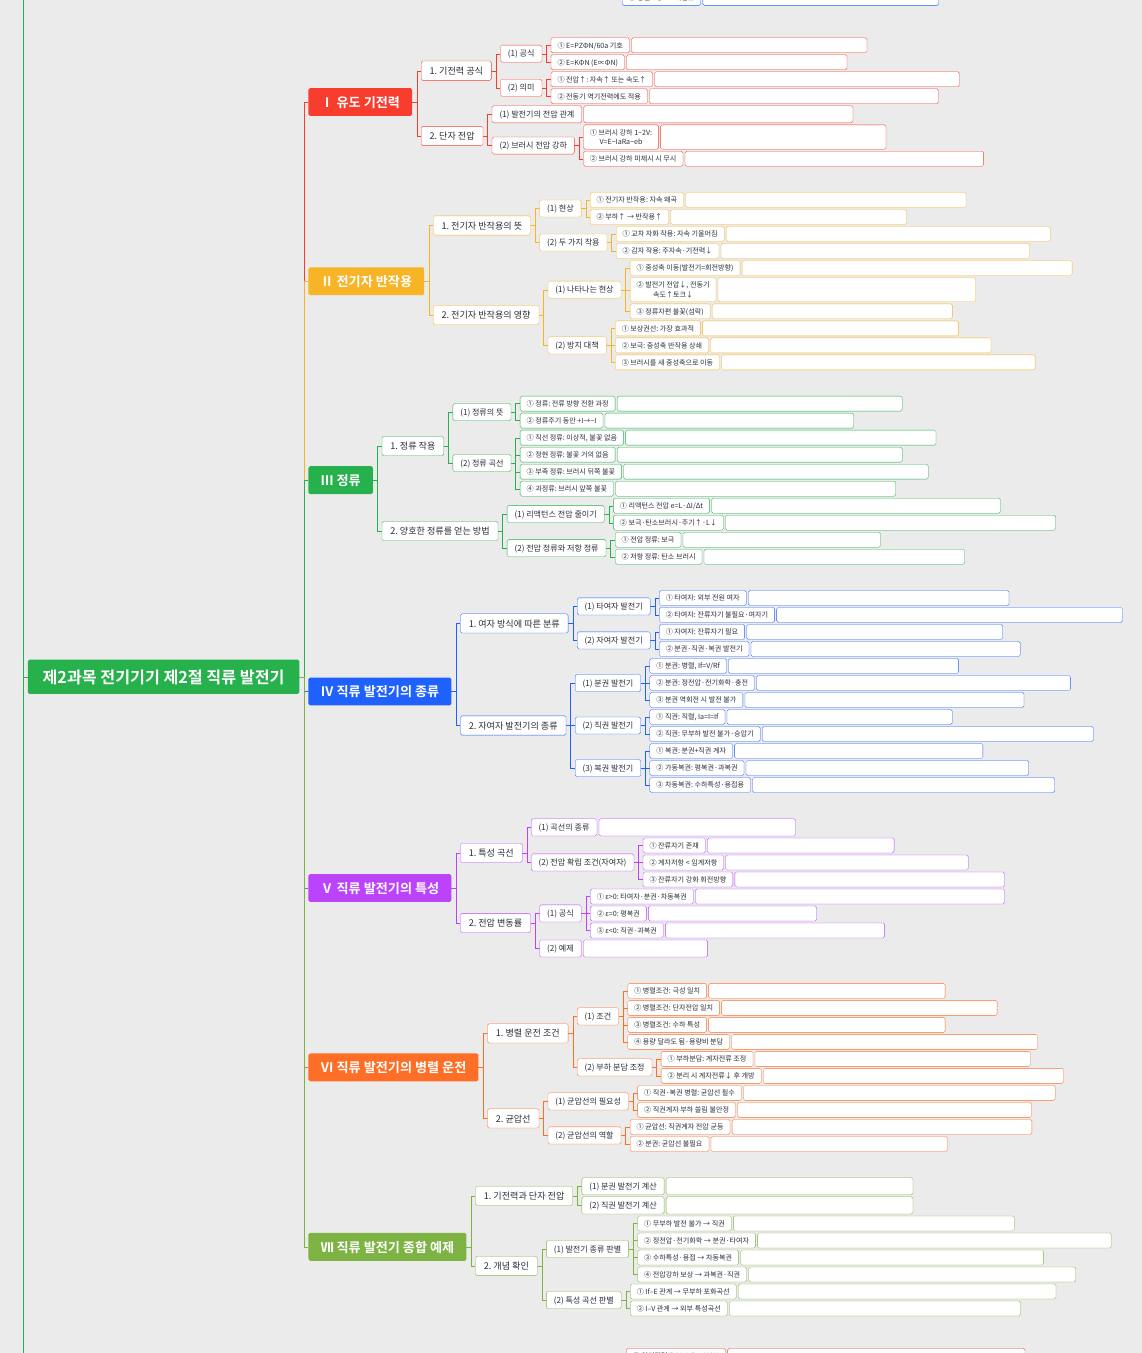 제2과목 전기기기 제2절 직류 발전기
I 유도 기전력
1. 기전력 공식
(1) 공식
① E=PZΦN/60a 기호
② E=KΦN (E∝ΦN)
(2) 의미
① 전압↑: 자속↑ 또는 속도↑
② 전동기 역기전력에도 적용
2. 단자 전압
(1) 발전기의 전압 관계
(2) 브러시 전압 강하
① 브러시 강하 1~2V:
V=E−IaRa−eb
② 브러시 강하 미제시 시 무시
II 전기자 반작용
1. 전기자 반작용의 뜻
(1) 현상
① 전기자 반작용: 자속 왜곡
② 부하↑ → 반작용↑
(2) 두 가지 작용
① 교차 자화 작용: 자속 기울어짐
② 감자 작용: 주자속·기전력↓
2. 전기자 반작용의 영향
(1) 나타나는 현상
① 중성축 이동(발전기=회전방향)
② 발전기 전압↓, 전동기
속도↑토크↓
③ 정류자편 불꽃(섬락)
(2) 방지 대책
① 보상권선: 가장 효과적
② 보극: 중성축 반작용 상쇄
③ 브러시를 새 중성축으로 이동
III 정류
1. 정류 작용
(1) 정류의 뜻
① 정류: 전류 방향 전환 과정
② 정류주기 동안 +I→−I
(2) 정류 곡선
① 직선 정류: 이상적, 불꽃 없음
② 정현 정류: 불꽃 거의 없음
③ 부족 정류: 브러시 뒤쪽 불꽃
④ 과정류: 브러시 앞쪽 불꽃
2. 양호한 정류를 얻는 방법
(1) 리액턴스 전압 줄이기
① 리액턴스 전압 e=L·ΔI/Δt
② 보극·탄소브러시·주기↑·L↓
(2) 전압 정류와 저항 정류
① 전압 정류: 보극
② 저항 정류: 탄소 브러시
IV 직류 발전기의 종류
1. 여자 방식에 따른 분류
(1) 타여자 발전기
① 타여자: 외부 전원 여자
② 타여자: 잔류자기 불필요·여자기
(2) 자여자 발전기
① 자여자: 잔류자기 필요
② 분권·직권·복권 발전기
2. 자여자 발전기의 종류
(1) 분권 발전기
① 분권: 병렬, If=V/Rf
② 분권: 정전압·전기화학·충전
③ 분권 역회전 시 발전 불가
(2) 직권 발전기
① 직권: 직렬, Ia=I=If
② 직권: 무부하 발전 불가·승압기
(3) 복권 발전기
① 복권: 분권+직권 계자
② 가동복권: 평복권·과복권
③ 차동복권: 수하특성·용접용
V 직류 발전기의 특성
1. 특성 곡선
(1) 곡선의 종류
(2) 전압 확립 조건(자여자)
① 잔류자기 존재
② 계자저항 < 임계저항
③ 잔류자기 강화 회전방향
2. 전압 변동률
(1) 공식
① ε>0: 타여자·분권·차동복권
② ε=0: 평복권
③ ε<0: 직권·과복권
(2) 예제
VI 직류 발전기의 병렬 운전
1. 병렬 운전 조건
(1) 조건
① 병렬조건: 극성 일치
② 병렬조건: 단자전압 일치
③ 병렬조건: 수하 특성
④ 용량 달라도 됨·용량비 분담
(2) 부하 분담 조정
① 부하분담: 계자전류 조정
② 분리 시 계자전류↓ 후 개방
2. 균압선
(1) 균압선의 필요성
① 직권·복권 병렬: 균압선 필수
② 직권계자 부하 쏠림 불안정
(2) 균압선의 역할
① 균압선: 직권계자 전압 균등
② 분권: 균압선 불필요
VII 직류 발전기 종합 예제
1. 기전력과 단자 전압
(1) 분권 발전기 계산
(2) 직권 발전기 계산
2. 개념 확인
(1) 발전기 종류 판별
① 무부하 발전 불가 → 직권
② 정전압·전기화학 → 분권·타여자
③ 수하특성·용접 → 차동복권
④ 전압강하 보상 → 과복권·직권
(2) 특성 곡선 판별
① If–E 관계 → 무부하 포화곡선
② I–V 관계 → 외부 특성곡선